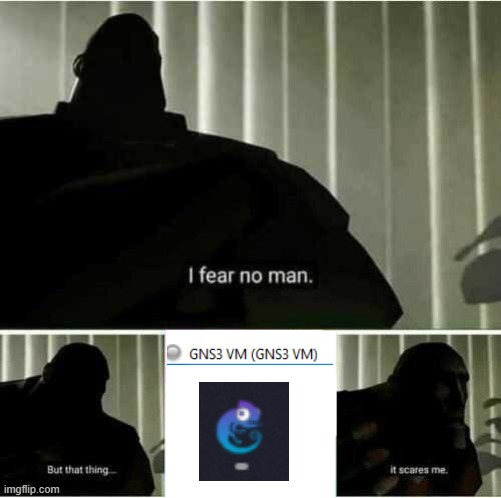 I fear no man.
GNS3 VM (GNS3 VM)
But that thing...
it scares me.
imgflip.com